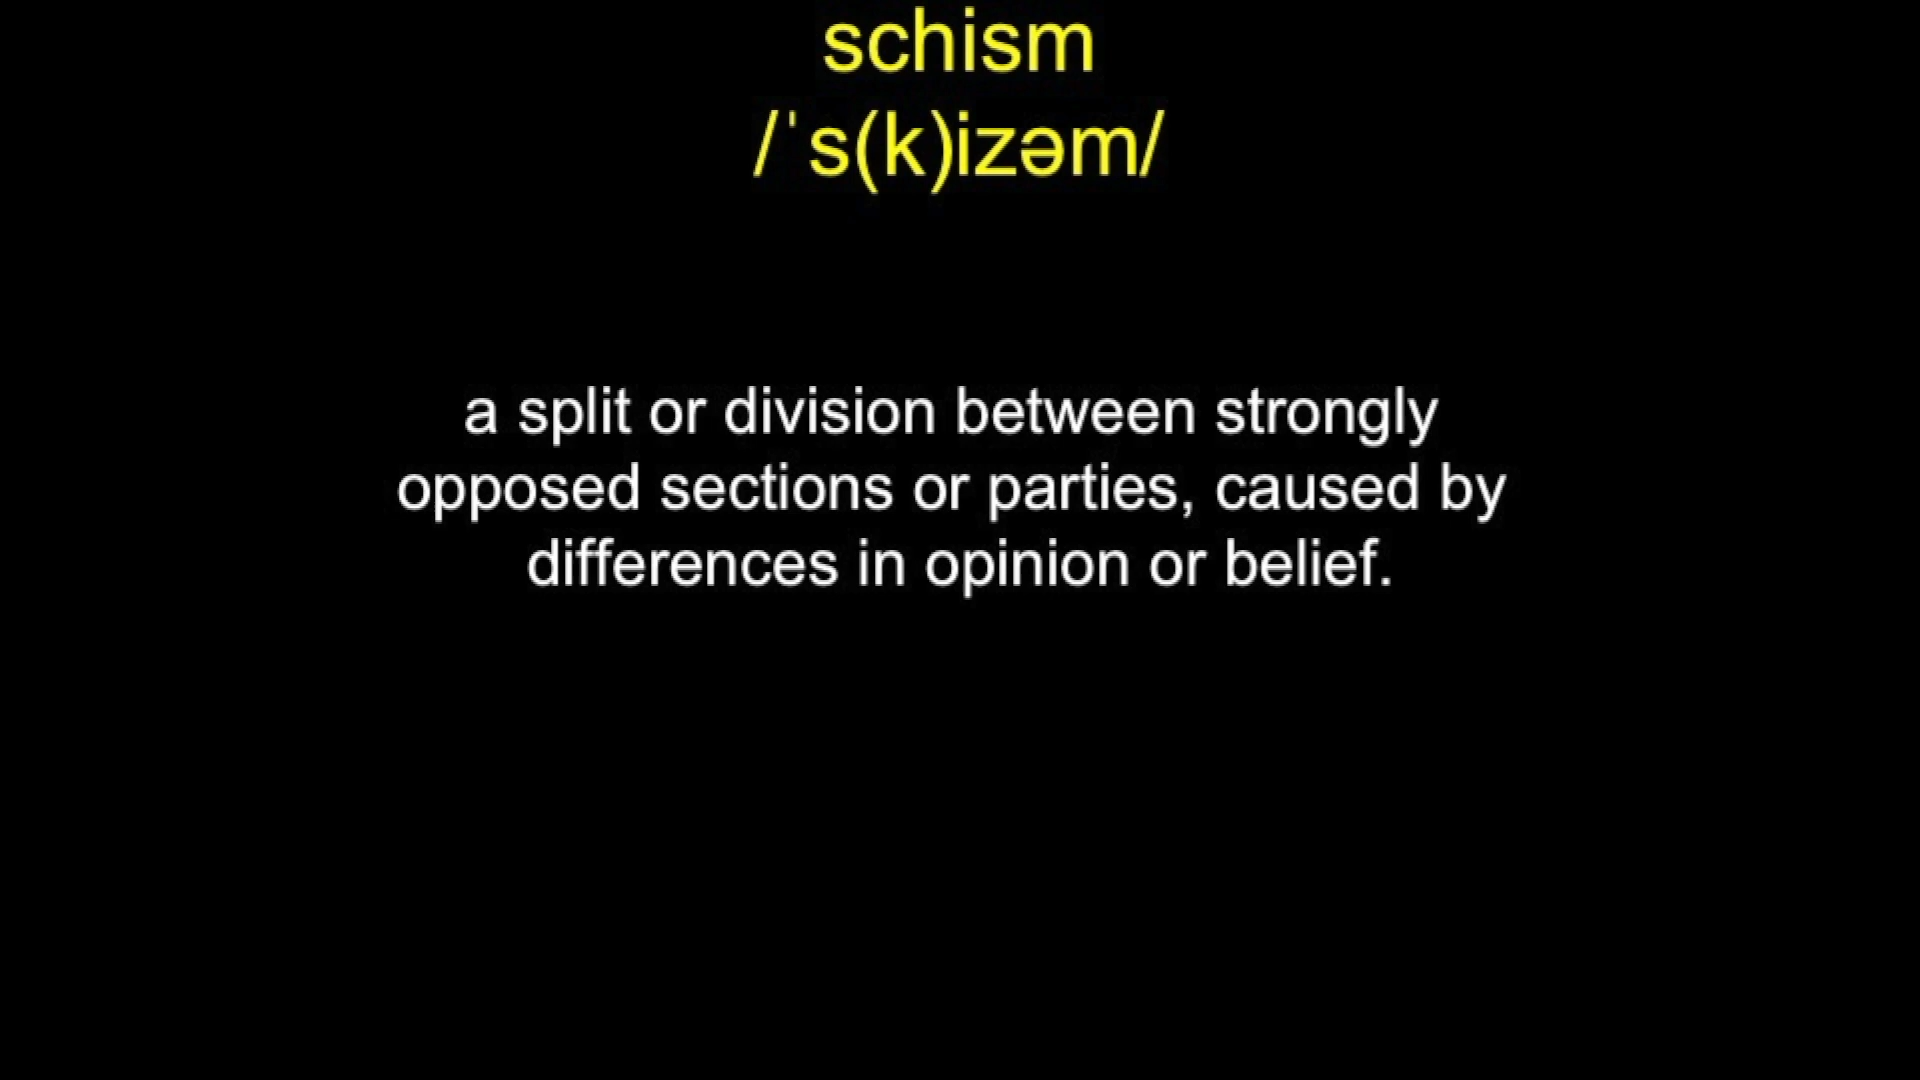 schism
/ˈs(k)izəm/
a split or division between strongly
opposed sections or parties, caused by
differences in opinion or belief.